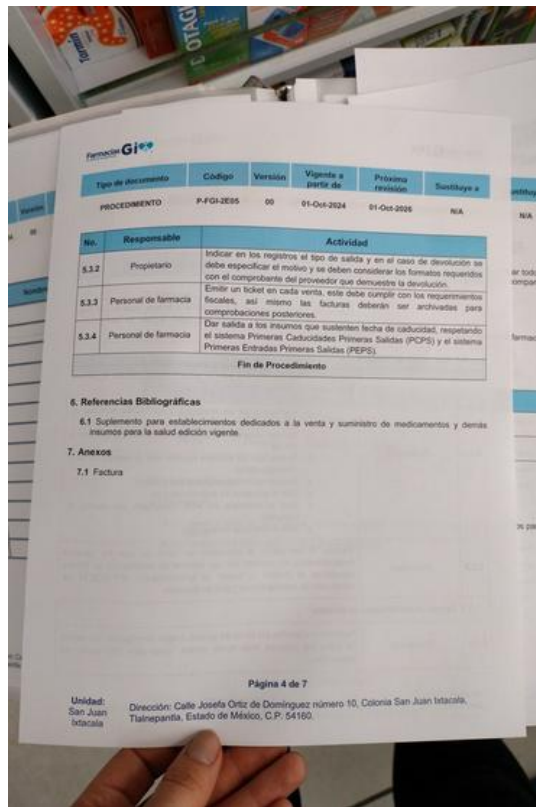 Farmacias Gi
Tipo de documento Código Versión Vigente a partir de Próxima revisión Sustituye a
PROCEDIMIENTO P-FGI-2E05 00 01-Oct-2024 01-Oct-2026 N/A
No. Responsable Actividad
5.3.2 Propietario Indicar en los registros el tipo de salida y en el caso de devolución se
debe especificar el motivo y se deben considerar los formatos requeridos
con el comprobante del proveedor que demuestre la devolución.
5.3.3 Personal de farmacia Emitir un ticket en cada venta, este debe cumplir con los requerimientos
fiscales, así mismo las facturas deberán ser archivadas para
comprobaciones posteriores.
5.3.4 Personal de farmacia Dar salida a los insumos que sustenten fecha de caducidad, respetando
el sistema Primeras Caducidades Primeras Salidas (PCPS) y el sistema
Primeras Entradas Primeras Salidas (PEPS).
Fin de Procedimiento
6. Referencias Bibliográficas
6.1 Suplemento para establecimientos dedicados a la venta y suministro de medicamentos y demás
insumos para la salud edición vigente.
7. Anexos
7.1 Factura
Página 4 de 7
Unidad:
San Juan
Ixtacala
Dirección: Calle Josefa Ortiz de Domínguez número 10, Colonia San Juan Ixtacala,
Tlalnepantla, Estado de México, C.P. 54160.
Versión
00
N/A